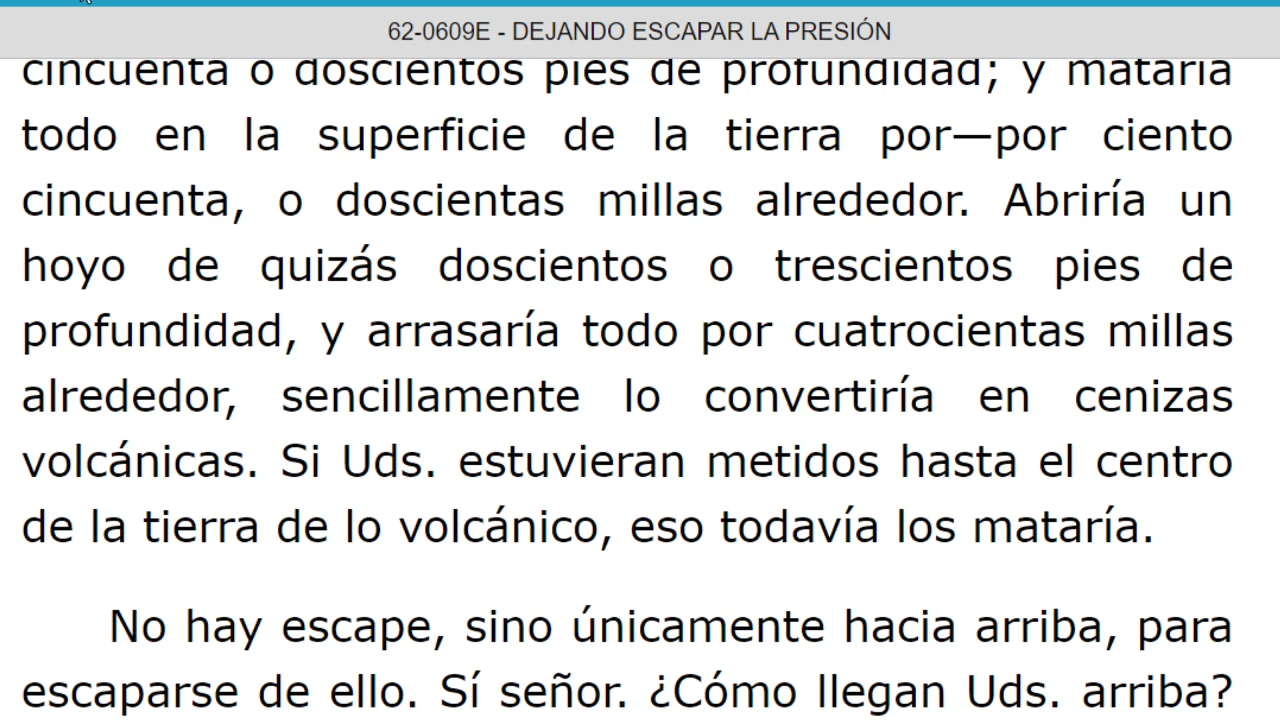 62-0609E - DEJANDO ESCAPAR LA PRESIÓN
cincuenta o doscientos pies de profundidad; y mataría
todo en la superficie de la tierra por—por ciento
cincuenta, o doscientas millas alrededor. Abriría un
hoyo de quizás doscientos o trescientos pies de
profundidad, y arrasaría todo por cuatrocientas millas
alrededor, sencillamente lo convertiría en cenizas
volcánicas. Si Uds. estuvieran metidos hasta el centro
de la tierra de lo volcánico, eso todavía los mataría.
No hay escape, sino únicamente hacia arriba, para
escaparse de ello. Sí señor. ¿Cómo llegan Uds. arriba?